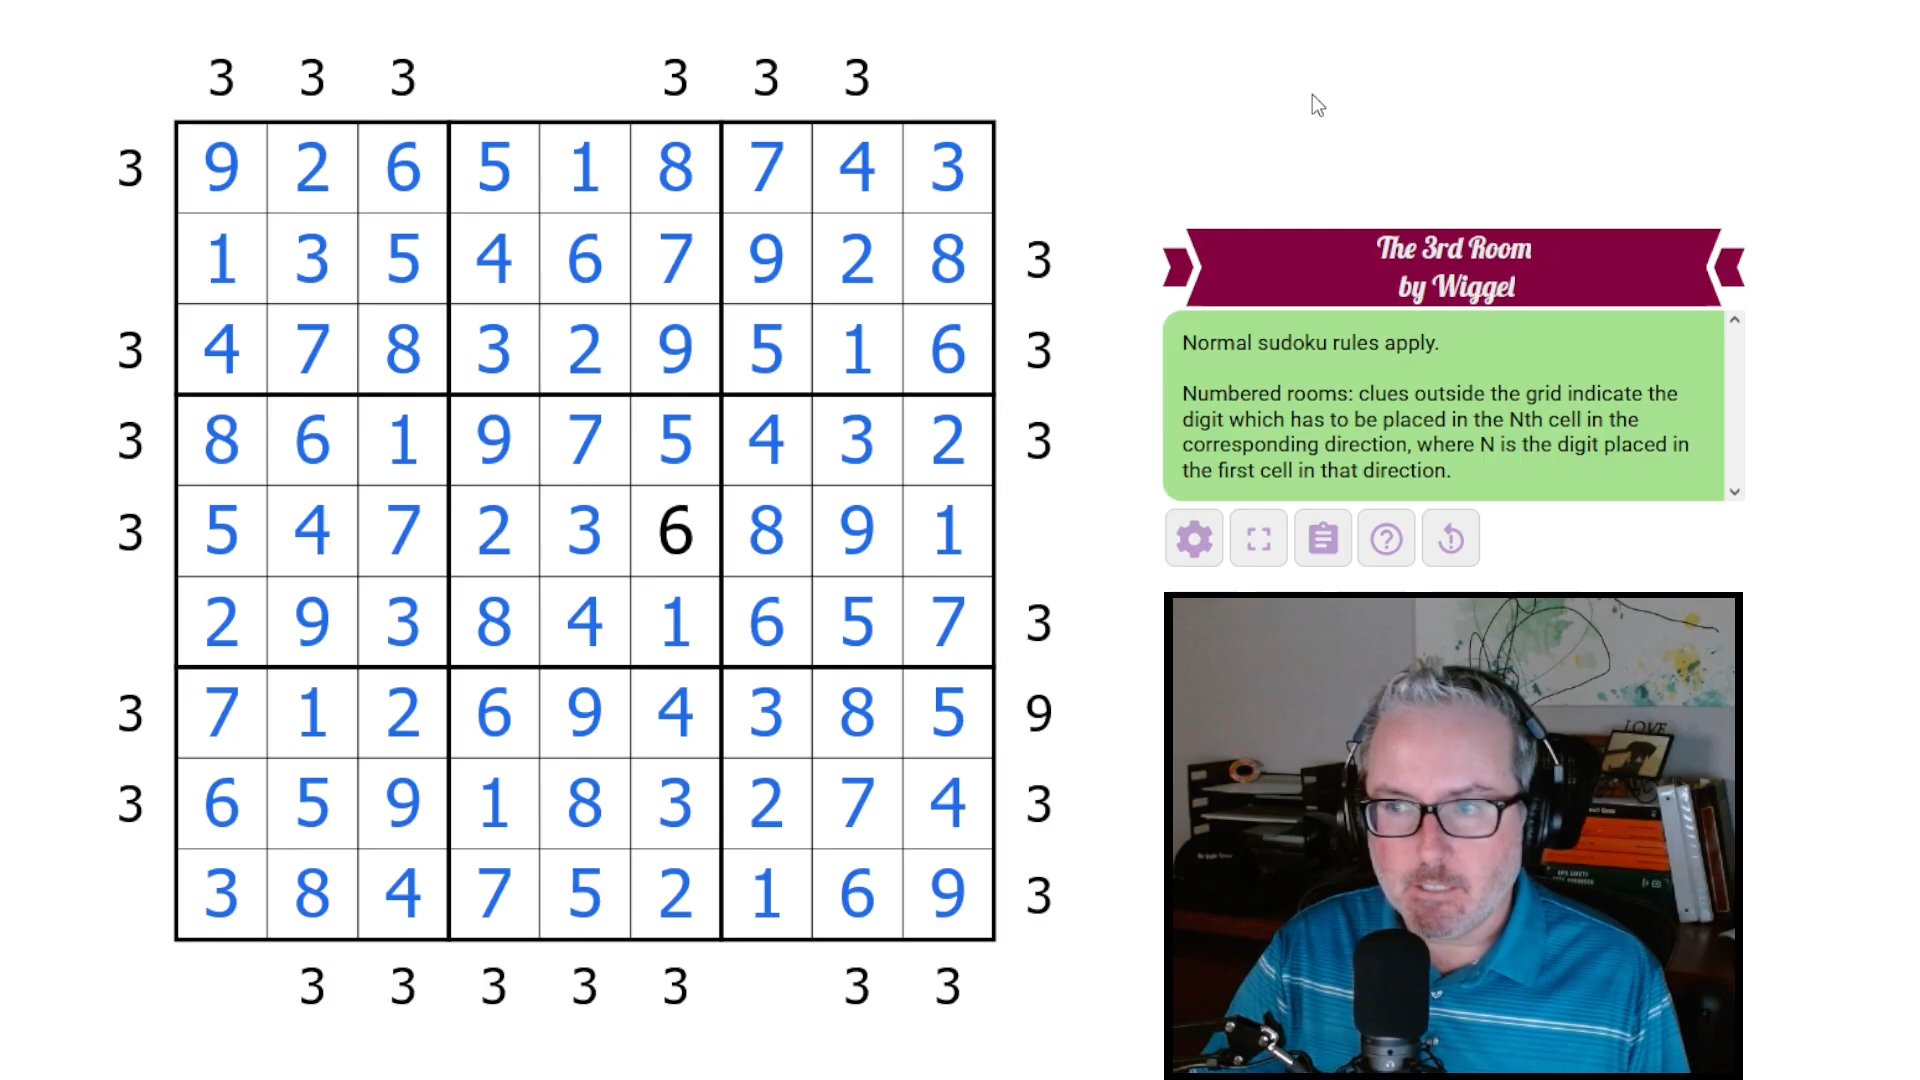 3 3 3 3 3 3
3 9 2 6 5 1 8 7 4 3
1 3 5 4 6 7 9 2 8 3
3 4 7 8 3 2 9 5 1 6 3
3 8 6 1 9 7 5 4 3 2 3
3 5 4 7 2 3 6 8 9 1
2 9 3 8 4 1 6 5 7 3
3 7 1 2 6 9 4 3 8 5 9
3 6 5 9 1 8 3 2 7 4 3
3 8 4 7 5 2 1 6 9 3
3 3 3 3 3 3 3
The 3rd Room
by Wiggel
Normal sudoku rules apply.
Numbered rooms: clues outside the grid indicate the
digit which has to be placed in the Nth cell in the
corresponding direction, where N is the digit placed in
the first cell in that direction.
LOVE